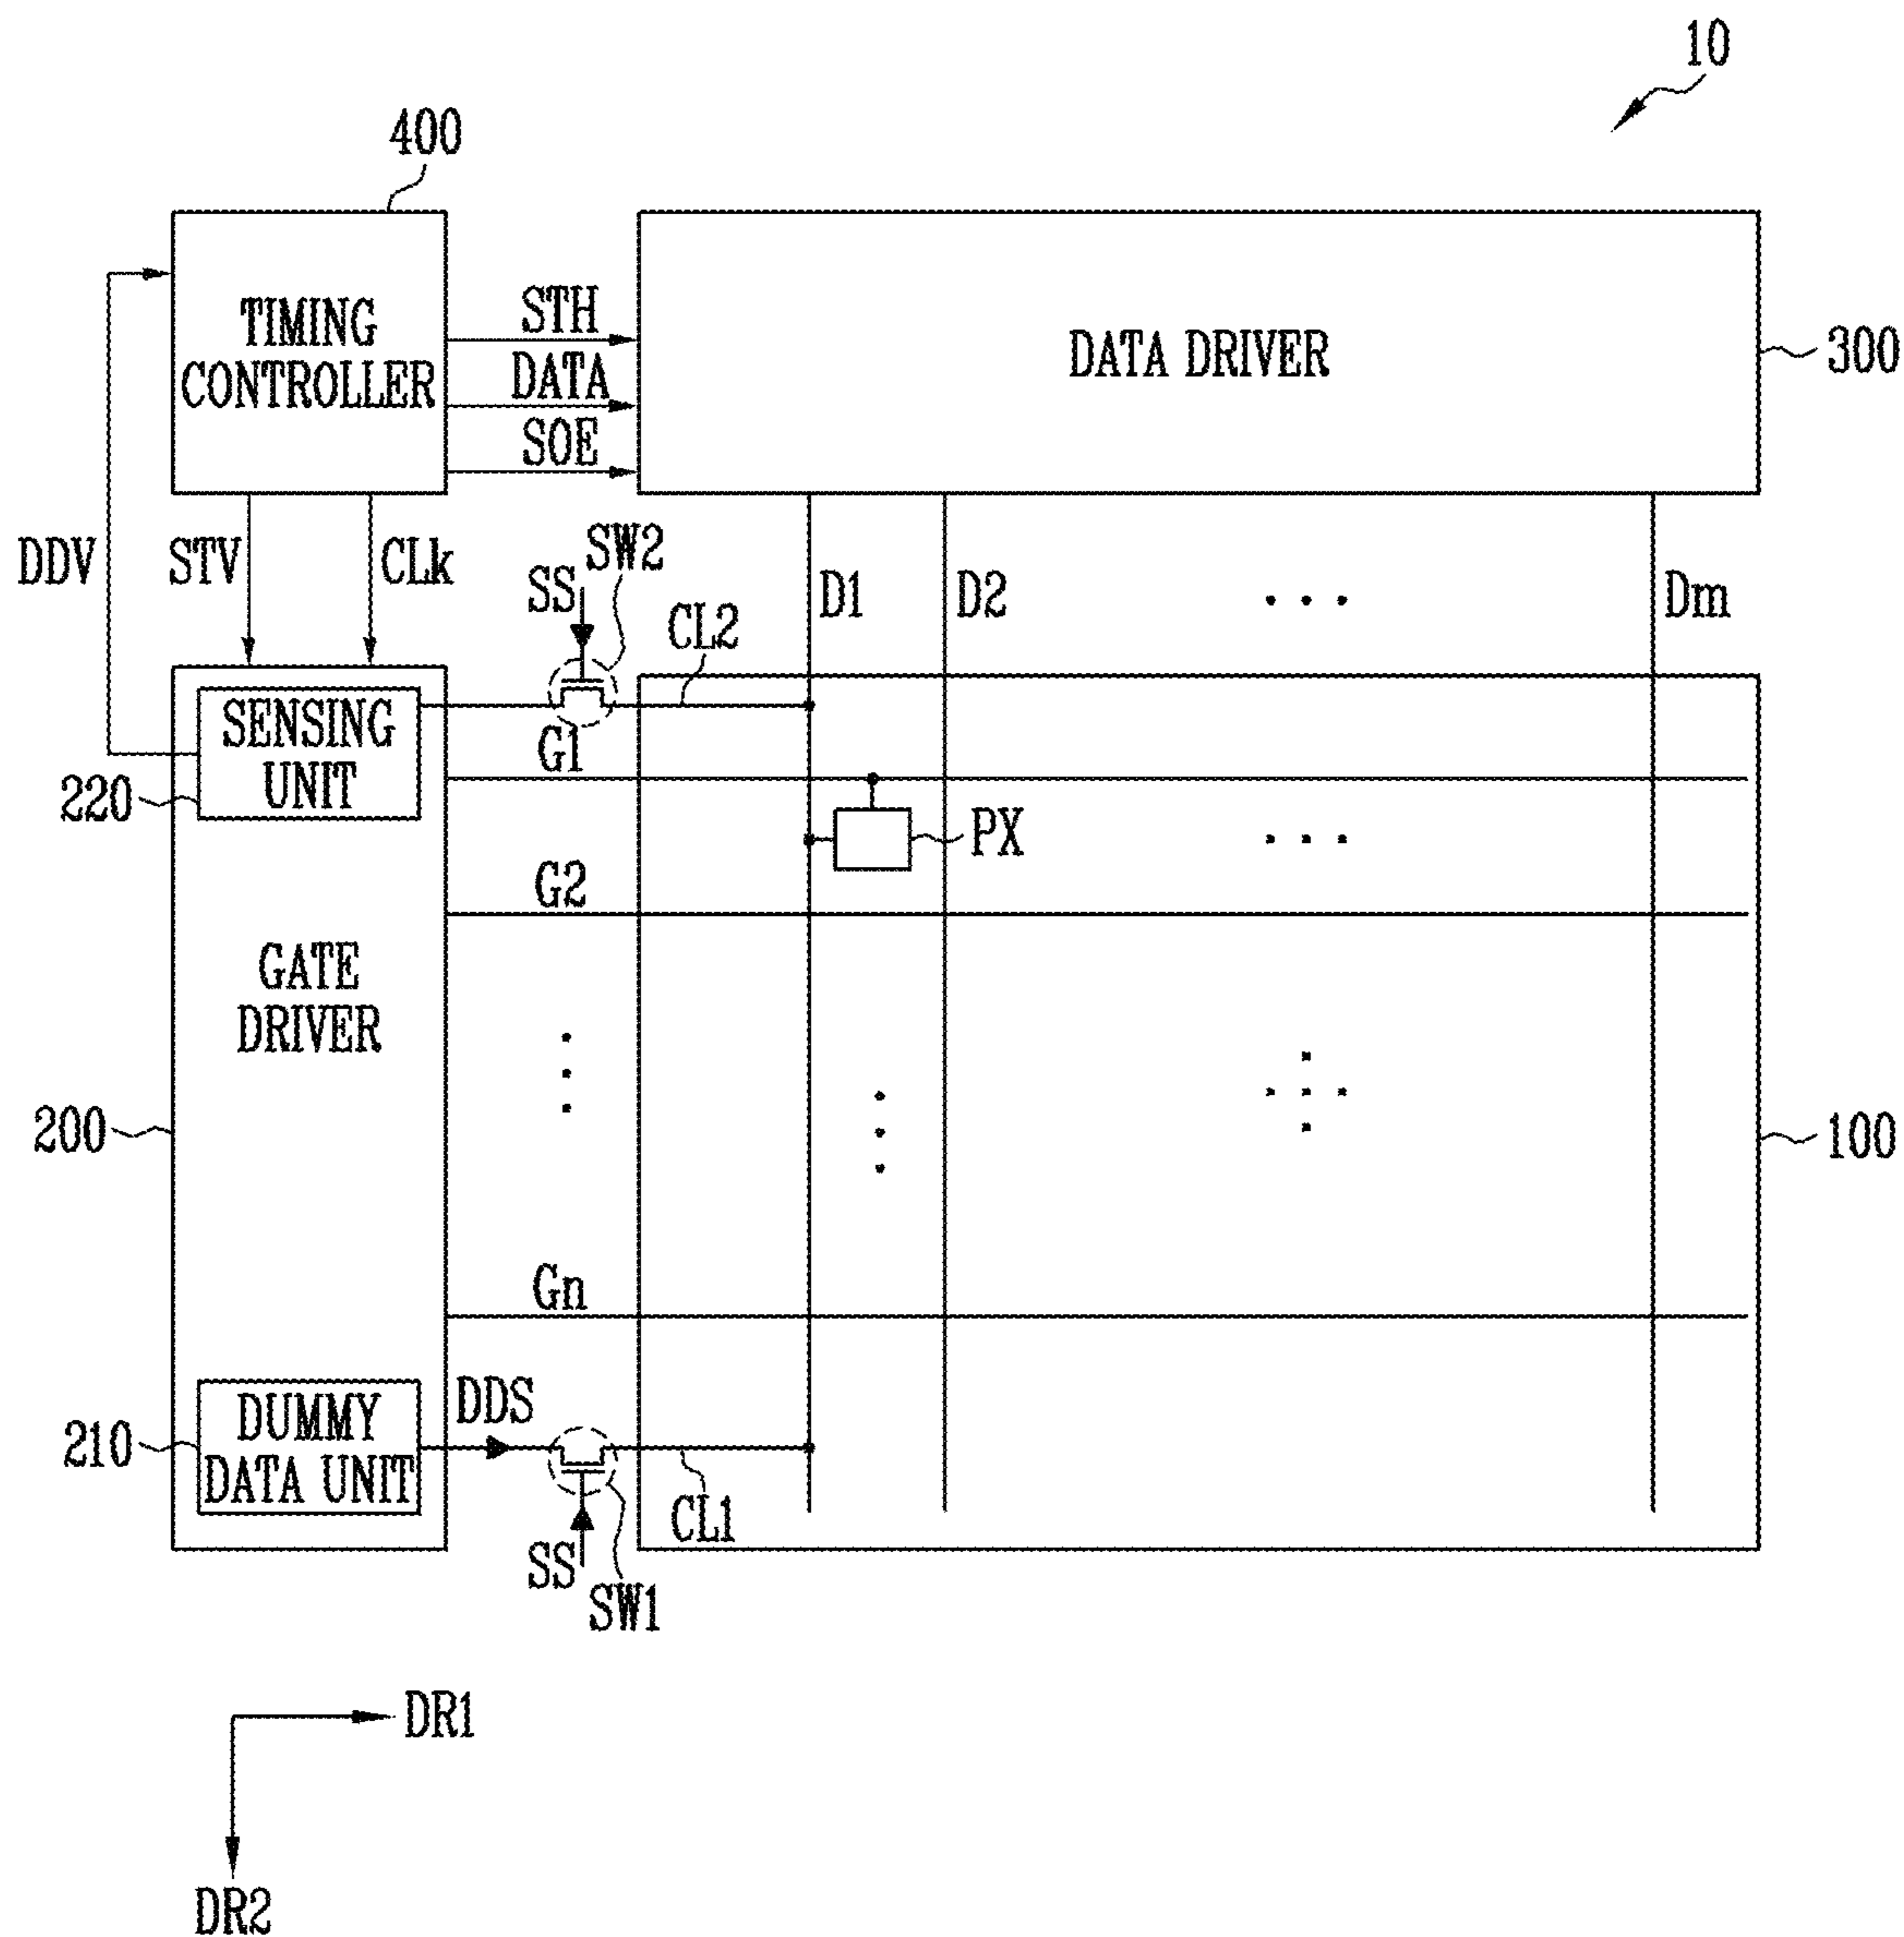 10
400
TIMING
CONTROLLER
STH
DATA
SOE
DATA DRIVER
300
DDV
STV
CLk
SS
SW2
CL2
D1
D2
Dm
SENSING
UNIT
220
G1
PX
G2
GATE
DRIVER
200
100
Gn
DUMMY
DATA UNIT
210
DDS
CL1
SS
SW1
DR1
DR2